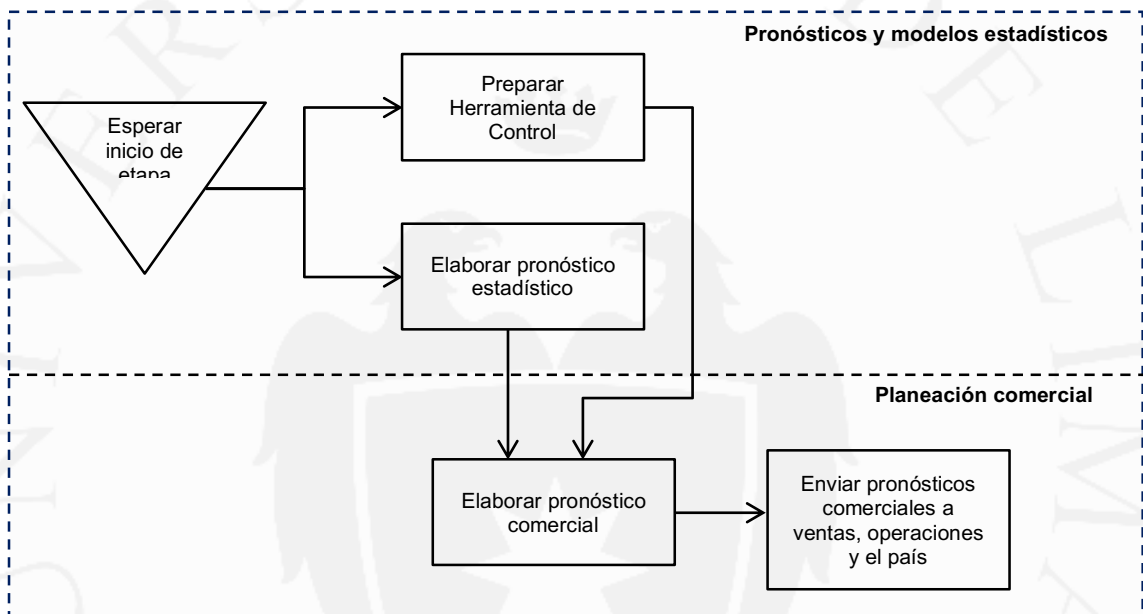 Pronósticos y modelos estadísticos
Preparar
Herramienta de
Control
Esperar
inicio de
etapa
Elaborar pronóstico
estadístico
Planeación comercial
Elaborar pronóstico
comercial
Enviar pronósticos
comerciales a
ventas, operaciones
y el país